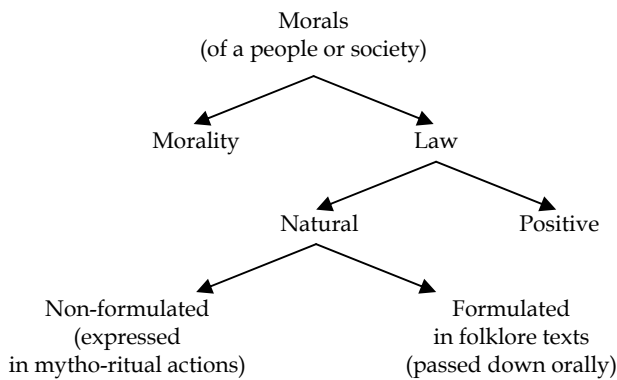 Morals
(of a people or society)
Morality
Law
Natural
Positive
Non-formulated
(expressed
in mytho-ritual actions)
Formulated
in folklore texts
(passed down orally)